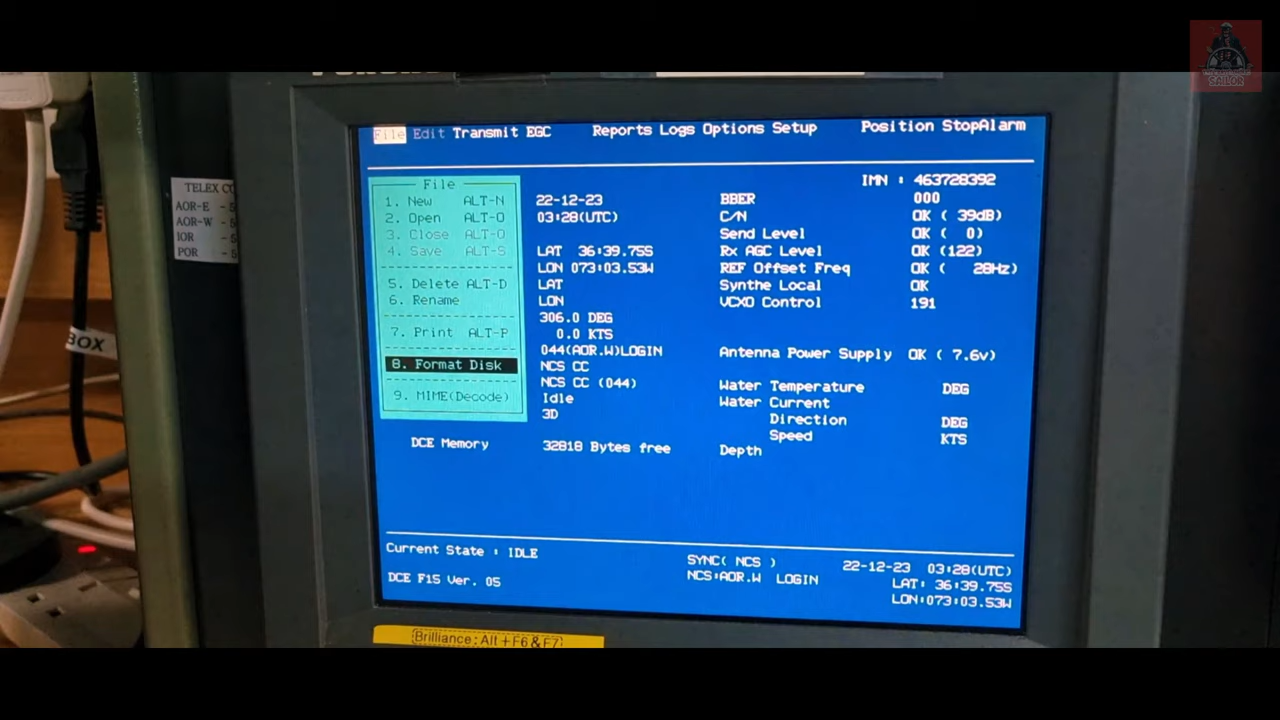 SAILOR
File Edit Transmit EGC Reports Logs Options Setup Position StopAlarm
IMN : 463728392
File
1. New ALT-N
2. Open ALT-O
3. Close ALT-O
4. Save ALT-S
5. Delete ALT-D
6. Rename
7. Print ALT-P
8. Format Disk
9. MIME(Decode)
22-12-23
03:28(UTC)
LAT 36:39.75S
LON 073:03.53W
LAT
LON
306.0 DEG
0.0 KTS
044(AOR.W)LOGIN
NCS CC
NCS CC (044)
Idle
3D
DCE Memory 32818 Bytes free
BBER 000
C/N OK ( 39dB)
Send Level OK ( 0)
Rx AGC Level OK (122)
REF Offset Freq OK ( 28Hz)
Synthe Local OK
VCXO Control 191
Antenna Power Supply OK ( 7.6v)
Water Temperature DEG
Water Current
Direction DEG
Speed KTS
Depth
Current State : IDLE
DCE F15 Ver. 05
SYNC( NCS )
NCS:AOR.W LOGIN
22-12-23 03:28(UTC)
LAT: 36:39.75S
LON:073:03.53W
TELEX CO
AOR-E - 5
AOR-W - 5
IOR - 5
POR - 5
BOX
Brilliance: Alt +F6&F7